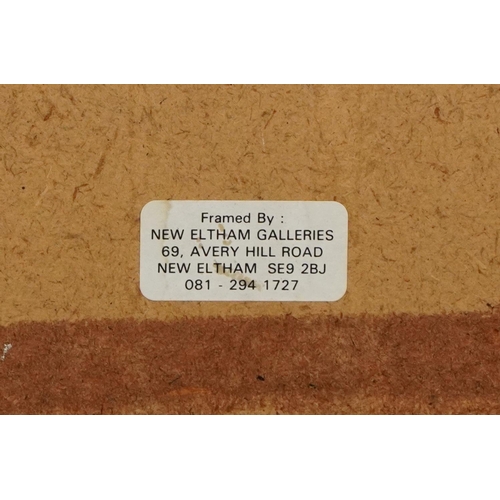 Framed By :
NEW ELTHAM GALLERIES
69, AVERY HILL ROAD
NEW ELTHAM SE9 2BJ
081 - 294 1727